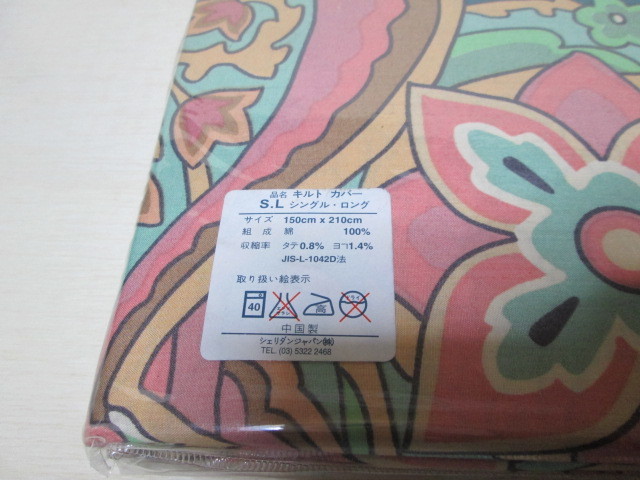 品名 キルト カバー
S.L シングル・ロング
サイズ 150cm x 210cm
組成 綿 100%
収縮率 タテ0.8% ヨコ1.4%
JIS-L-1042D法
取り扱い絵表示
40 高
中国製
シェリダンジャパン(株)
TEL. (03) 5322 2468